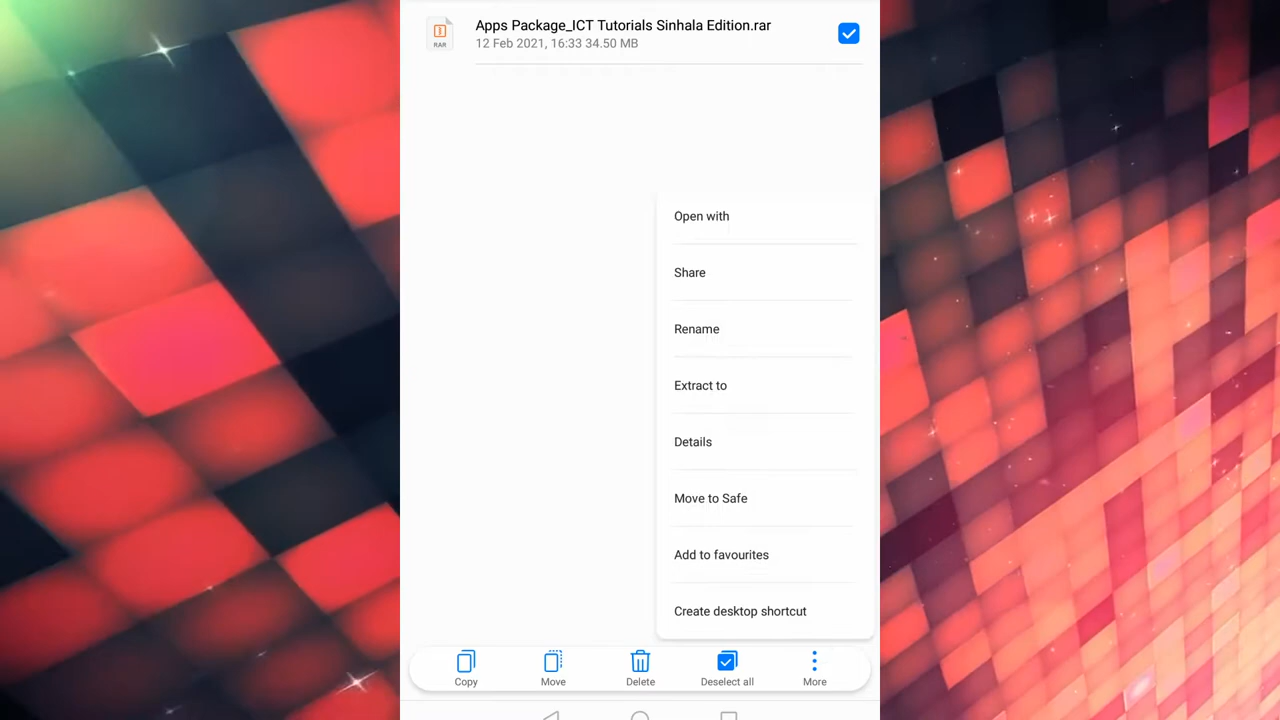 Apps Package_ICT Tutorials Sinhala Edition.rar
12 Feb 2021, 16:33 34.50 MB
RAR
Open with
Share
Rename
Extract to
Details
Move to Safe
Add to favourites
Create desktop shortcut
Copy
Move
Delete
Deselect all
More